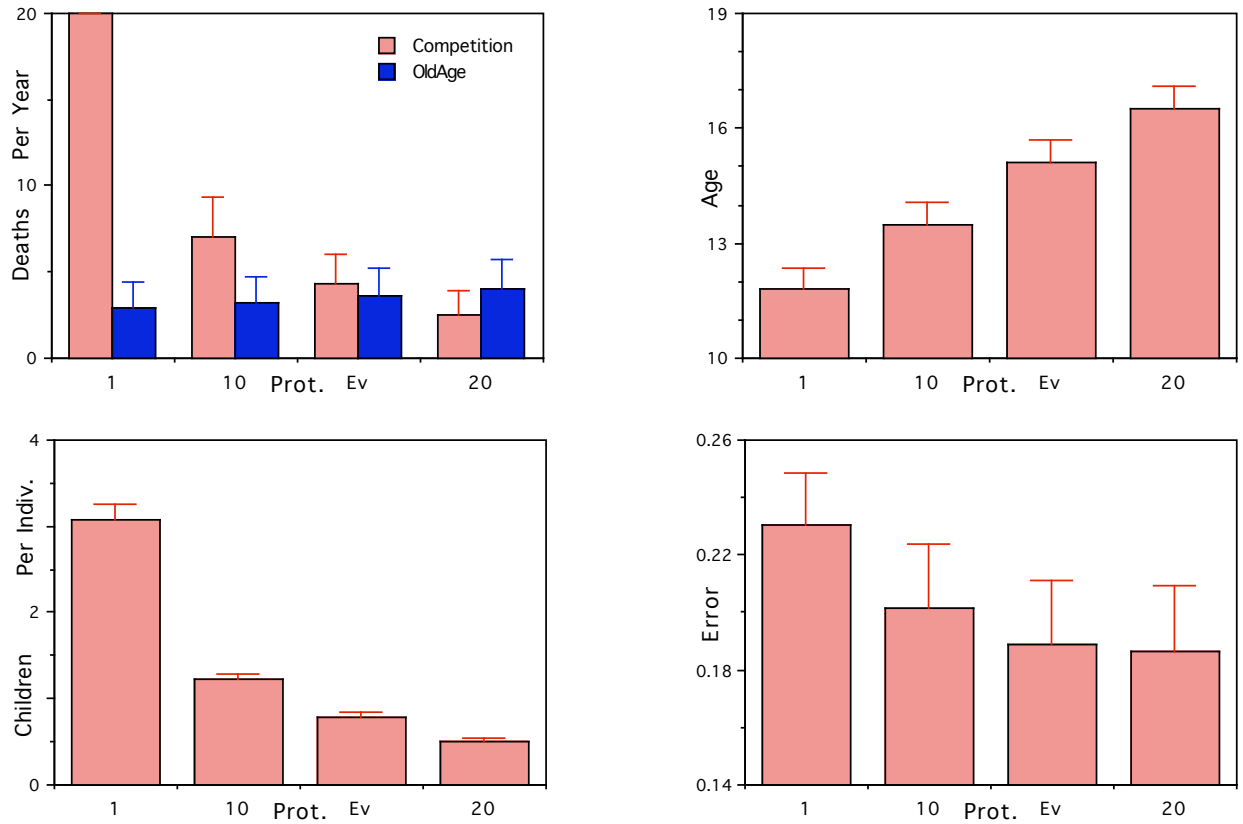 20
10
0
Deaths Per Year
Competition
OldAge
1
10
Prot.
Ev
20
19
16
13
10
Age
1
10
Prot.
Ev
20
4
2
0
Children Per Indiv.
1
10
Prot.
Ev
20
0.26
0.22
0.18
0.14
Error
1
10
Prot.
Ev
20